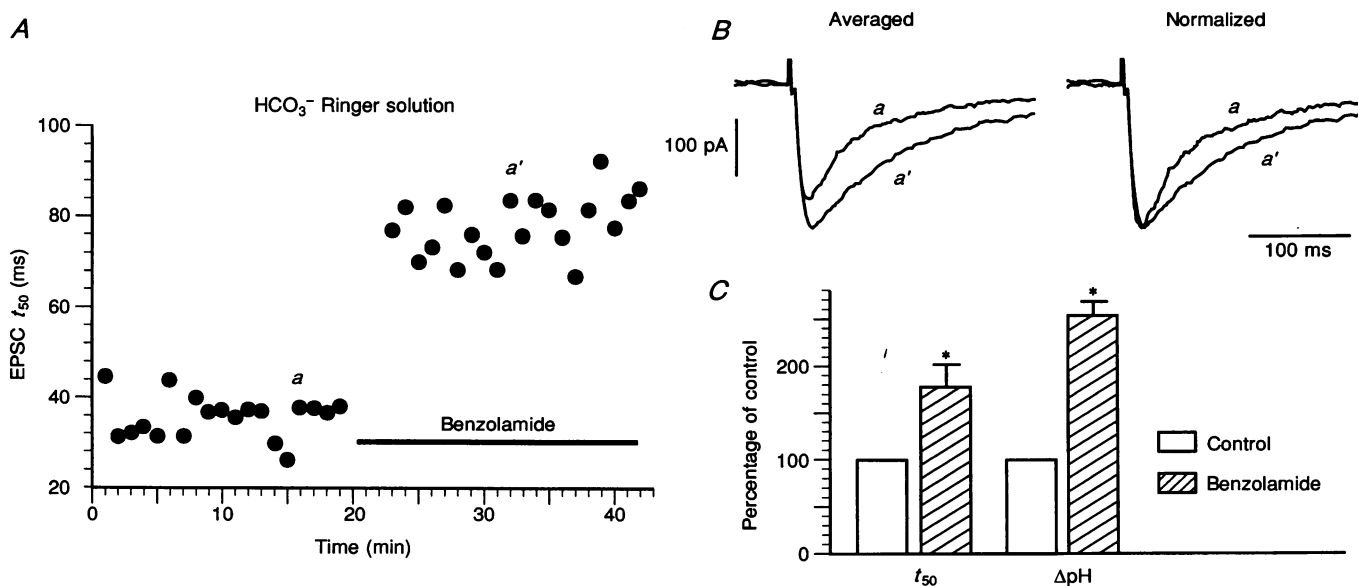 A
HCO₃⁻ Ringer solution
EPSC t₅₀ (ms)
100
80
60
40
20
a
a'
Benzolamide
0
10
20
30
40
Time (min)
B
Averaged
Normalized
100 pA
a
a'
a
a'
100 ms
C
Percentage of control
200
100
0
*
*
t₅₀
ΔpH
Control
Benzolamide